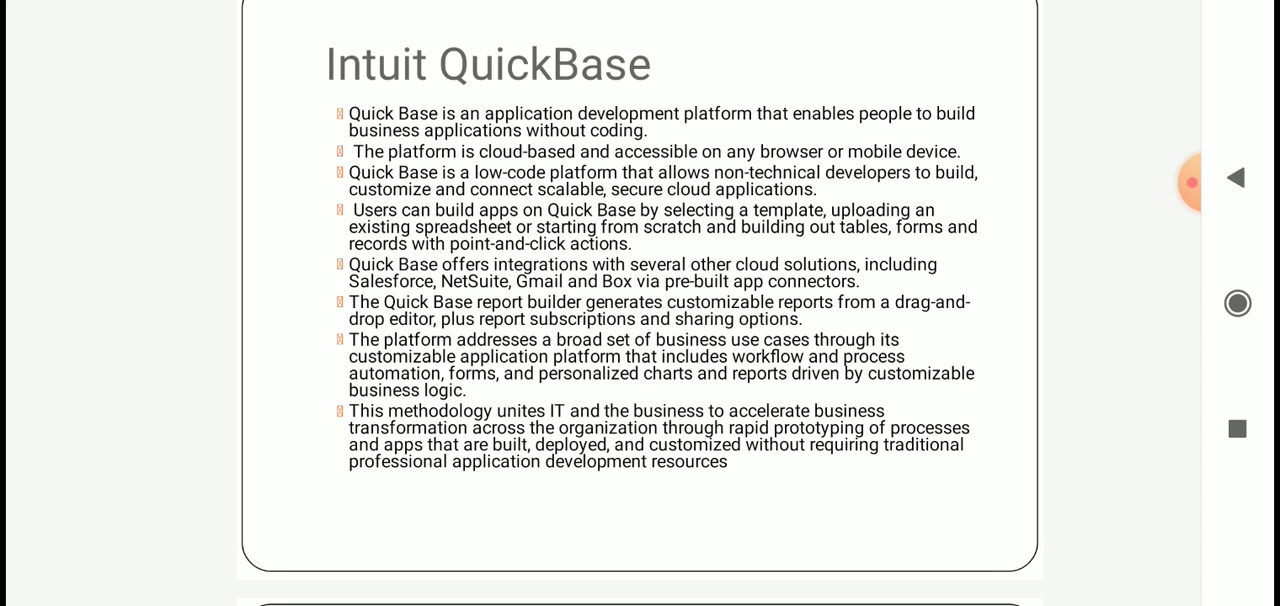 Intuit QuickBase
Quick Base is an application development platform that enables people to build
business applications without coding.
The platform is cloud-based and accessible on any browser or mobile device.
Quick Base is a low-code platform that allows non-technical developers to build,
customize and connect scalable, secure cloud applications.
Users can build apps on Quick Base by selecting a template, uploading an
existing spreadsheet or starting from scratch and building out tables, forms and
records with point-and-click actions.
Quick Base offers integrations with several other cloud solutions, including
Salesforce, NetSuite, Gmail and Box via pre-built app connectors.
The Quick Base report builder generates customizable reports from a drag-and-
drop editor, plus report subscriptions and sharing options.
The platform addresses a broad set of business use cases through its
customizable application platform that includes workflow and process
automation, forms, and personalized charts and reports driven by customizable
business logic.
This methodology unites IT and the business to accelerate business
transformation across the organization through rapid prototyping of processes
and apps that are built, deployed, and customized without requiring traditional
professional application development resources